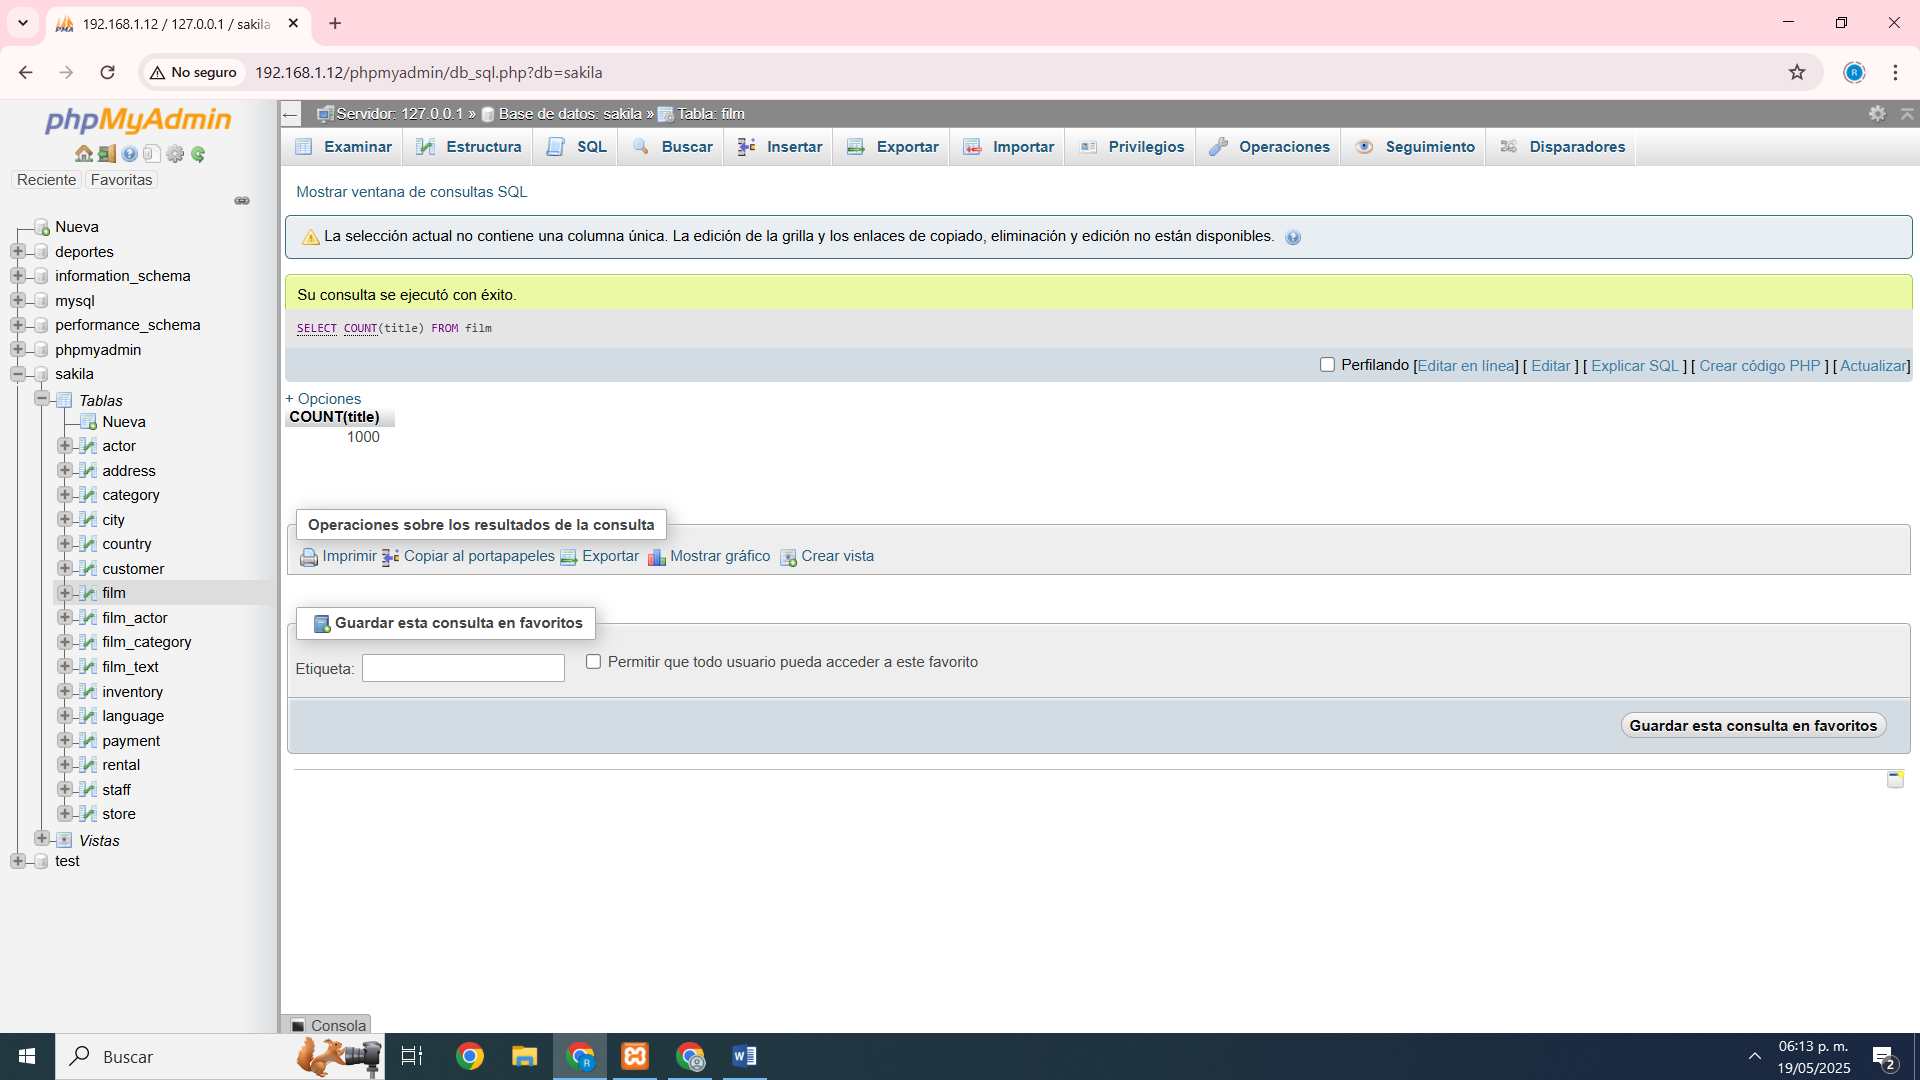 192.168.1.12 / 127.0.0.1 / sakila
No seguro
192.168.1.12/phpmyadmin/db_sql.php?db=sakila
R
phpMyAdmin
Reciente
Favoritas
Nueva
deportes
information_schema
mysql
performance_schema
phpmyadmin
sakila
Tablas
Nueva
actor
address
category
city
country
customer
film
film_actor
film_category
film_text
inventory
language
payment
rental
staff
store
Vistas
test
Servidor: 127.0.0.1 » Base de datos: sakila » Tabla: film
Examinar
Estructura
SQL
Buscar
Insertar
Exportar
Importar
Privilegios
Operaciones
Seguimiento
Disparadores
Mostrar ventana de consultas SQL
La selección actual no contiene una columna única. La edición de la grilla y los enlaces de copiado, eliminación y edición no están disponibles.
Su consulta se ejecutó con éxito.
SELECT COUNT(title) FROM film
Perfilando [Editar en línea] [ Editar ] [ Explicar SQL ] [ Crear código PHP ] [ Actualizar]
+ Opciones
COUNT(title)
1000
Operaciones sobre los resultados de la consulta
Imprimir
Copiar al portapapeles
Exportar
Mostrar gráfico
Crear vista
Guardar esta consulta en favoritos
Etiqueta:
Permitir que todo usuario pueda acceder a este favorito
Guardar esta consulta en favoritos
Consola
Buscar
06:13 p. m.
19/05/2025
2